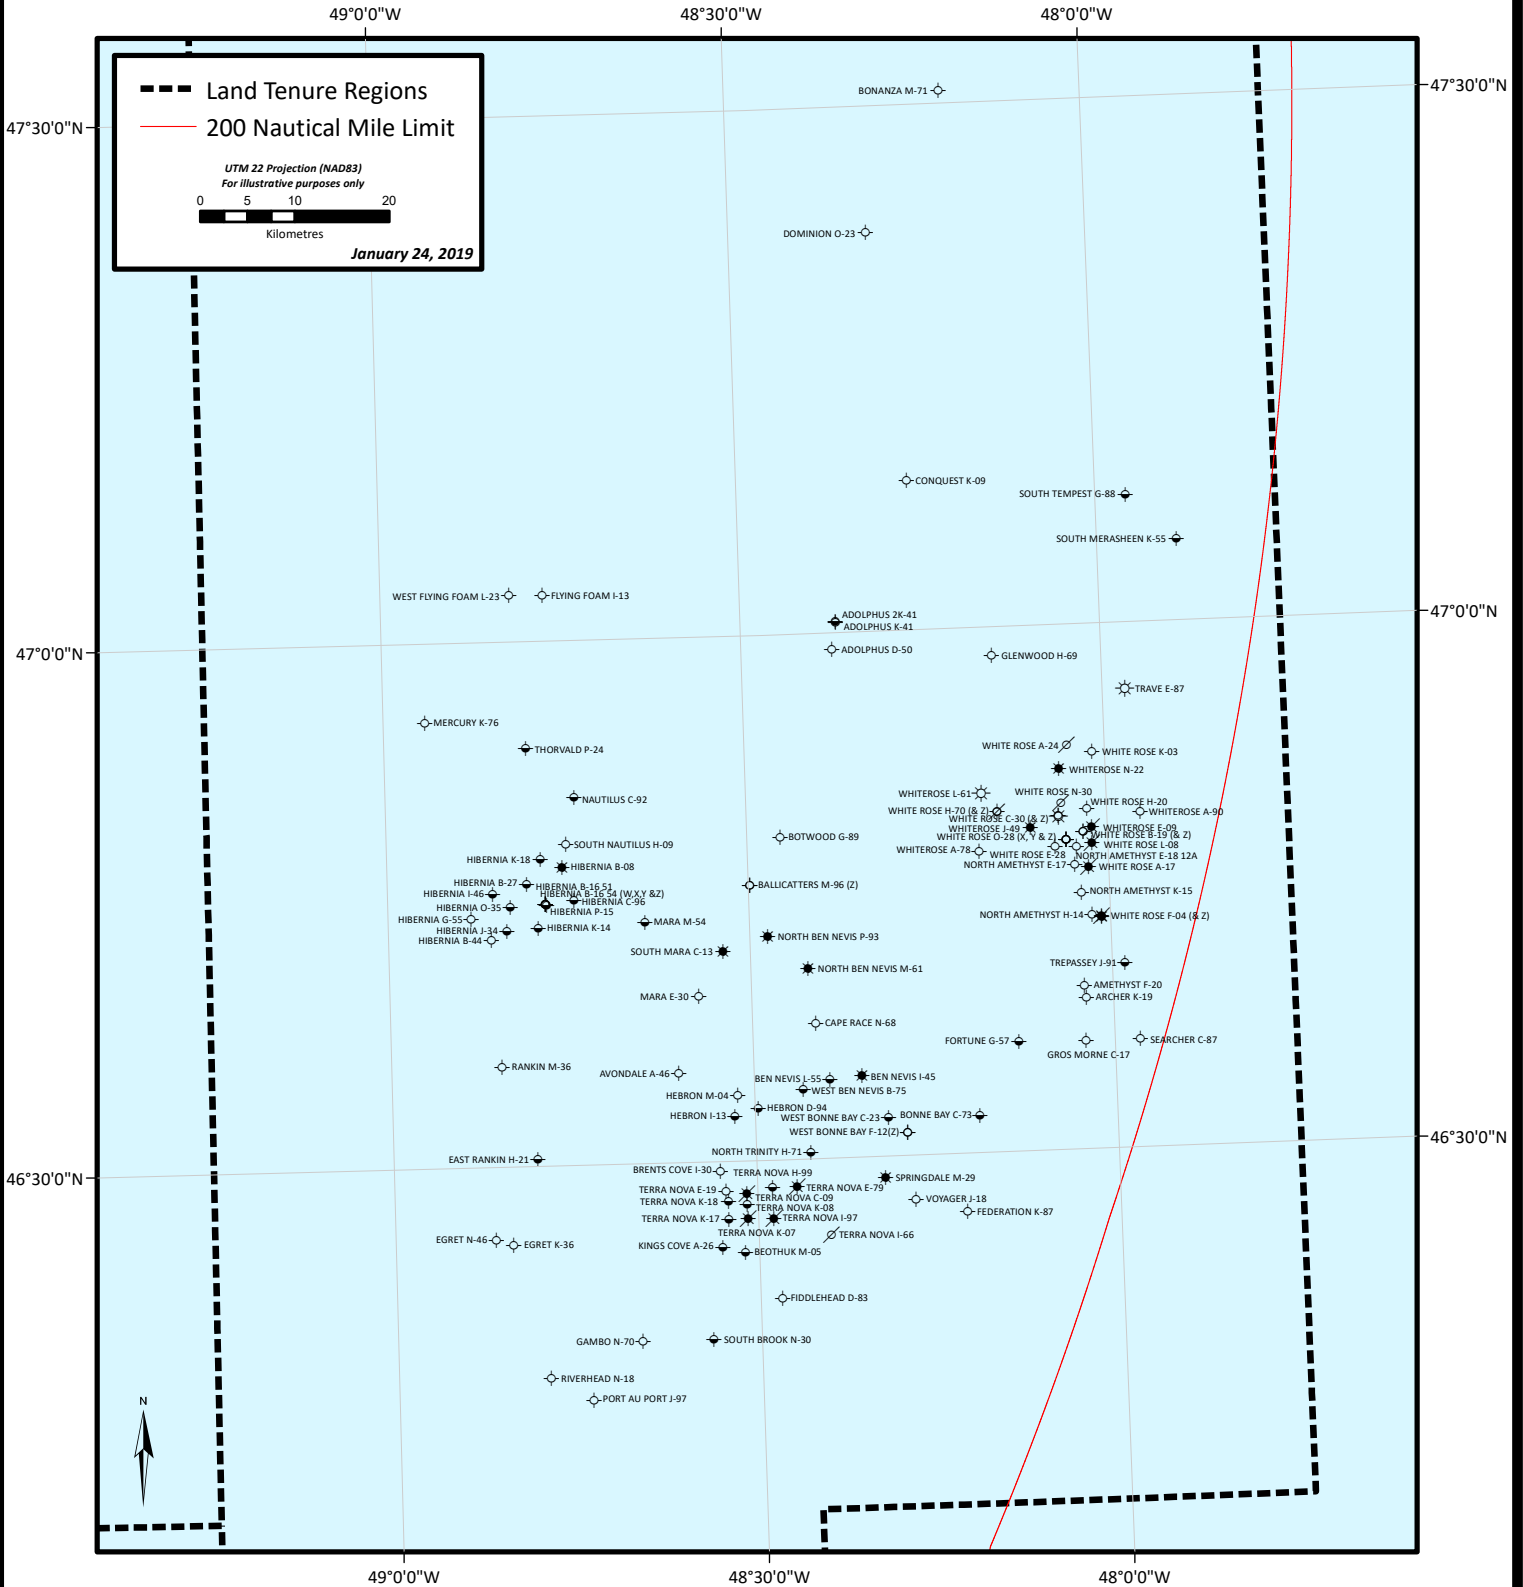 49°0'0"W 48°30'0"W 48°0'0"W
Land Tenure Regions
200 Nautical Mile Limit
UTM 22 Projection (NAD83)
For illustrative purposes only
0 5 10 20
Kilometres
January 24, 2019
BONANZA M-71
47°30'0"N
47°30'0"N
DOMINION O-23
CONQUEST K-09
SOUTH TEMPEST G-88
SOUTH MERASHEEN K-55
WEST FLYING FOAM L-23
FLYING FOAM I-13
47°0'0"N
ADOLPHUS 2K-41
ADOLPHUS K-41
47°0'0"N
ADOLPHUS D-50
GLENWOOD H-69
TRAVE E-87
MERCURY K-76
THORVALD P-24
WHITE ROSE A-24
WHITE ROSE K-03
WHITEROSE N-22
NAUTILUS C-92
WHITEROSE L-61
WHITE ROSE N-30
WHITE ROSE H-20
WHITE ROSE H-70 (& Z)
WHITEROSE A-90
WHITE ROSE C-30 (& Z)
WHITEROSE J-49
WHITEROSE E-09
WHITE ROSE B-19 (& Z)
WHITE ROSE O-28 (X, Y & Z)
BOTWOOD G-89
SOUTH NAUTILUS H-09
WHITE ROSE L-08
WHITEROSE A-78
WHITE ROSE E-28
NORTH AMETHYST E-18 12A
HIBERNIA K-18
HIBERNIA B-08
NORTH AMETHYST E-17
WHITE ROSE A-17
HIBERNIA B-27
HIBERNIA B-16 51
BALLICATTERS M-96 (Z)
HIBERNIA I-46
HIBERNIA B-16 54 (W,X,Y &Z)
NORTH AMETHYST K-15
HIBERNIA C-96
HIBERNIA O-35
HIBERNIA P-15
NORTH AMETHYST H-14
WHITE ROSE F-04 (& Z)
HIBERNIA G-55
MARA M-54
HIBERNIA K-14
HIBERNIA J-34
HIBERNIA B-44
NORTH BEN NEVIS P-93
SOUTH MARA C-13
TREPASSEY J-91
NORTH BEN NEVIS M-61
AMETHYST F-20
MARA E-30
ARCHER K-19
CAPE RACE N-68
FORTUNE G-57
SEARCHER C-87
GROS MORNE C-17
RANKIN M-36
AVONDALE A-46
BEN NEVIS L-55
BEN NEVIS I-45
WEST BEN NEVIS B-75
HEBRON M-04
HEBRON D-94
HEBRON I-13
WEST BONNE BAY C-23
BONNE BAY C-73
WEST BONNE BAY F-12(Z)
46°30'0"N
NORTH TRINITY H-71
EAST RANKIN H-21
BRENTS COVE I-30
TERRA NOVA H-99
46°30'0"N
SPRINGDALE M-29
TERRA NOVA E-19
TERRA NOVA E-79
TERRA NOVA C-09
TERRA NOVA K-18
VOYAGER J-18
TERRA NOVA K-08
FEDERATION K-87
TERRA NOVA K-17
TERRA NOVA I-97
TERRA NOVA K-07
TERRA NOVA I-66
EGRET N-46
EGRET K-36
KINGS COVE A-26
BEOTHUK M-05
FIDDLEHEAD D-83
GAMBO N-70
SOUTH BROOK N-30
RIVERHEAD N-18
PORT AU PORT J-97
N
49°0'0"W 48°30'0"W 48°0'0"W